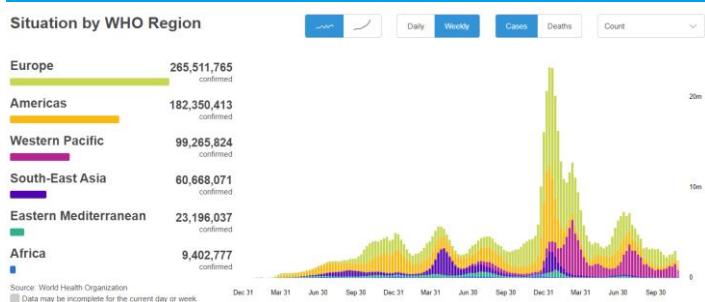 Situation by WHO Region
Daily
Weekly
Cases
Deaths
Count
Europe
265,511,765
confirmed
Americas
182,350,413
confirmed
Western Pacific
99,265,824
confirmed
South-East Asia
60,668,071
confirmed
Eastern Mediterranean
23,196,037
confirmed
Africa
9,402,777
confirmed
Source: World Health Organization
Data may be incomplete for the current day or week.
20m
10m
0
Dec 31 Mar 31 Jun 30 Sep 30 Dec 31 Mar 31 Jun 30 Sep 30 Dec 31 Mar 31 Jun 30 Sep 30